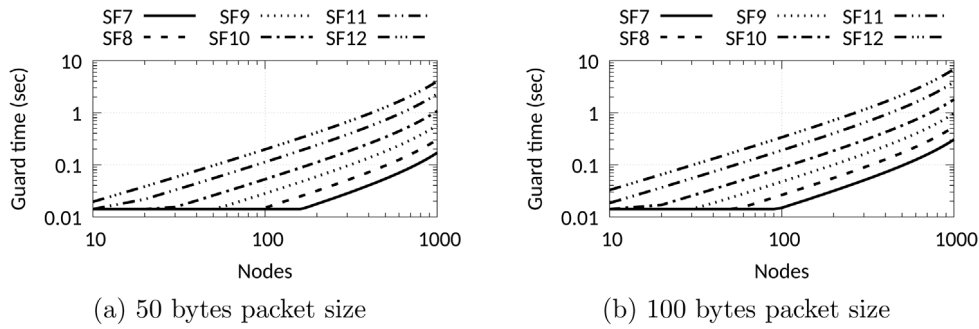 SF7 SF9 SF11
SF8 SF10 SF12
10
1
0.1
0.01
Guard time (sec)
10 100 1000
Nodes
(a) 50 bytes packet size
SF7 SF9 SF11
SF8 SF10 SF12
10
1
0.1
0.01
Guard time (sec)
10 100 1000
Nodes
(b) 100 bytes packet size